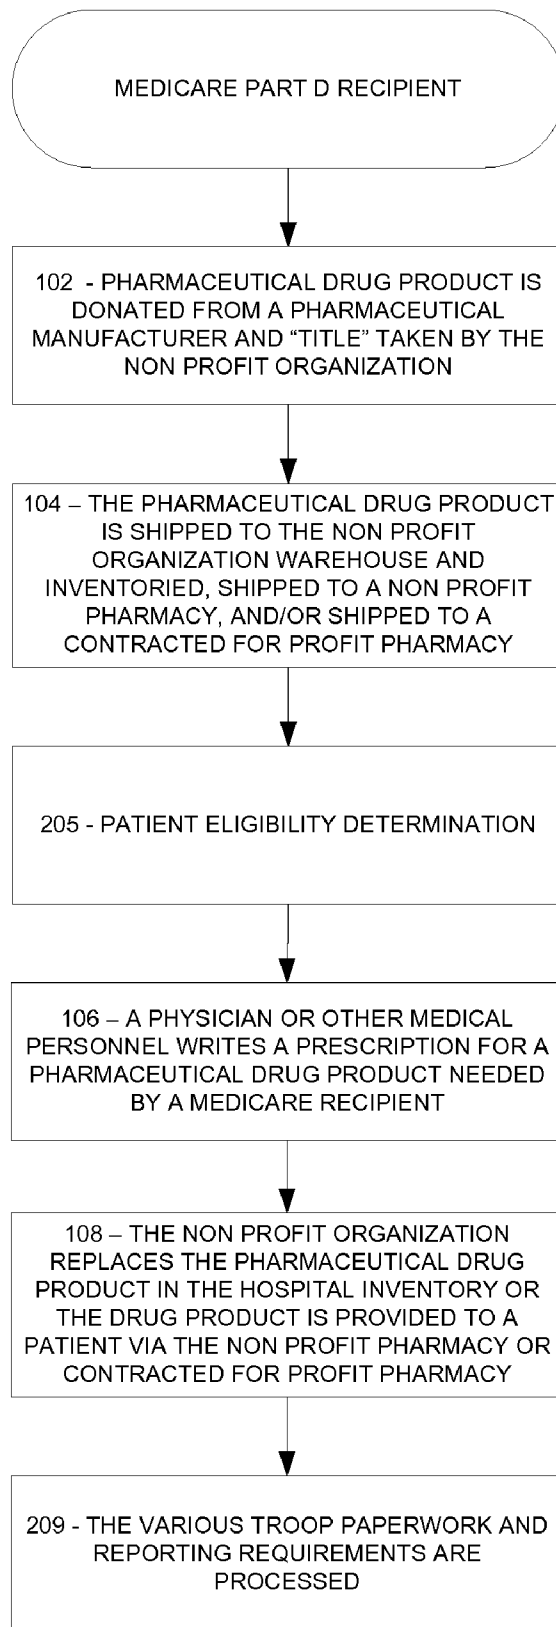 MEDICARE PART D RECIPIENT
102 - PHARMACEUTICAL DRUG PRODUCT IS
DONATED FROM A PHARMACEUTICAL
MANUFACTURER AND “TITLE” TAKEN BY THE
NON PROFIT ORGANIZATION
104 – THE PHARMACEUTICAL DRUG PRODUCT
IS SHIPPED TO THE NON PROFIT
ORGANIZATION WAREHOUSE AND
INVENTORIED, SHIPPED TO A NON PROFIT
PHARMACY, AND/OR SHIPPED TO A
CONTRACTED FOR PROFIT PHARMACY
205 - PATIENT ELIGIBILITY DETERMINATION
106 – A PHYSICIAN OR OTHER MEDICAL
PERSONNEL WRITES A PRESCRIPTION FOR A
PHARMACEUTICAL DRUG PRODUCT NEEDED
BY A MEDICARE RECIPIENT
108 – THE NON PROFIT ORGANIZATION
REPLACES THE PHARMACEUTICAL DRUG
PRODUCT IN THE HOSPITAL INVENTORY OR
THE DRUG PRODUCT IS PROVIDED TO A
PATIENT VIA THE NON PROFIT PHARMACY OR
CONTRACTED FOR PROFIT PHARMACY
209 - THE VARIOUS TROOP PAPERWORK AND
REPORTING REQUIREMENTS ARE
PROCESSED